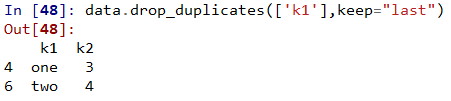 In [48]: data.drop_duplicates(['k1'],keep="last")
Out[48]:
    k1  k2
4  one   3
6  two   4